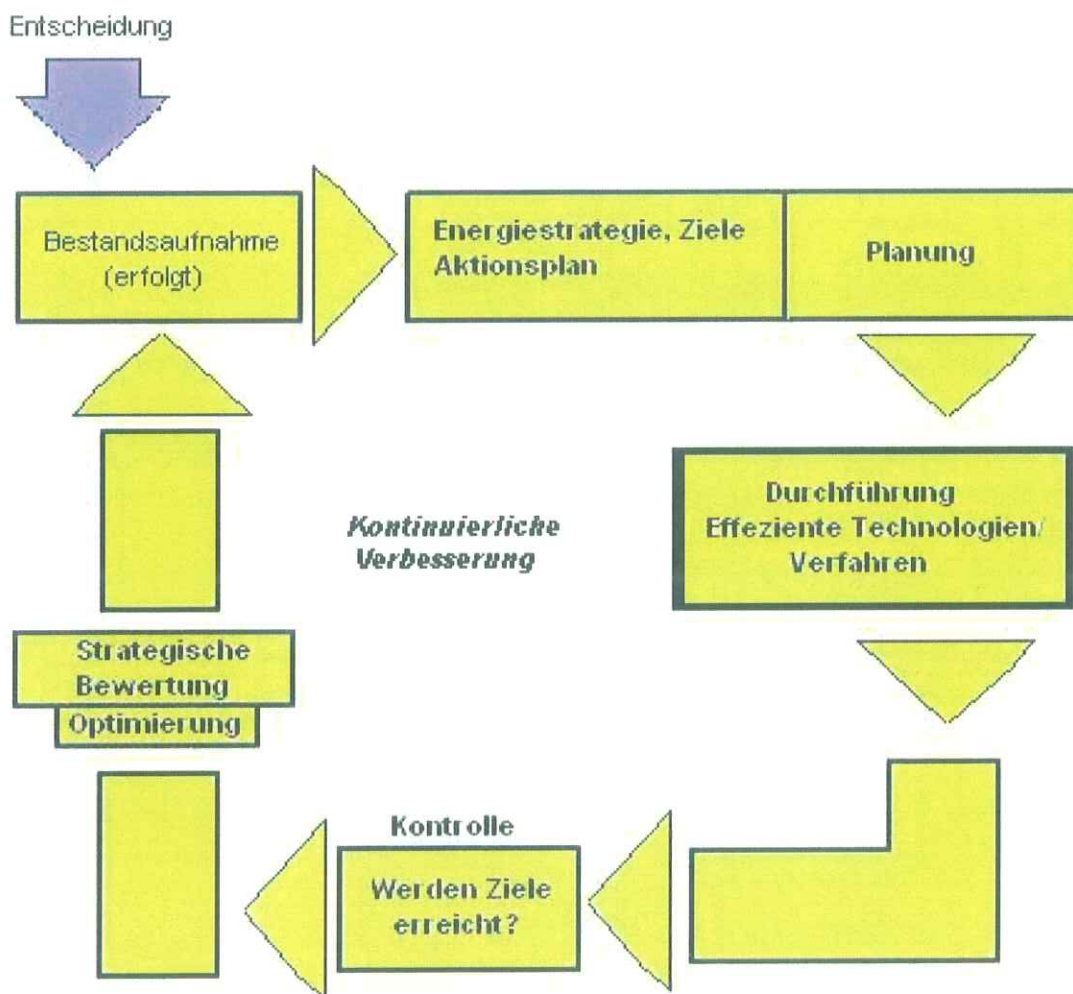 Entscheidung
Bestandsaufnahme
(erfolgt)
Energiestrategie, Ziele
Aktionsplan
Planung
Durchführung
Effeziente Technologien/
Verfahren
Kontinuierliche
Verbesserung
Strategische
Bewertung
Optimierung
Kontrolle
Werden Ziele
erreicht?